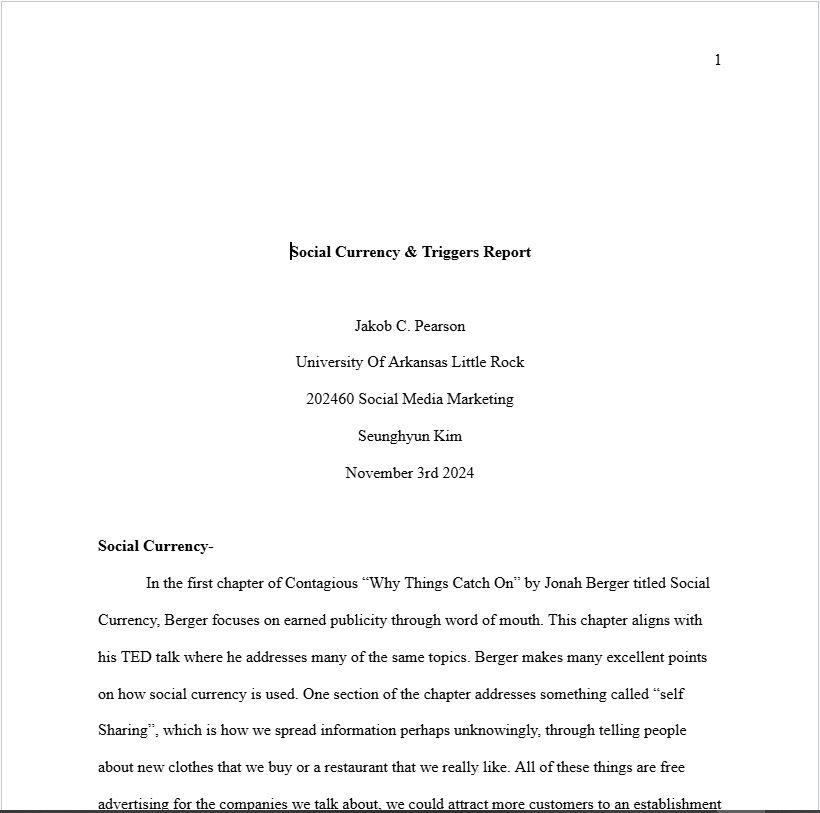 1
Social Currency & Triggers Report
Jakob C. Pearson
University Of Arkansas Little Rock
202460 Social Media Marketing
Seunghyun Kim
November 3rd 2024
Social Currency-
In the first chapter of Contagious “Why Things Catch On” by Jonah Berger titled Social
Currency, Berger focuses on earned publicity through word of mouth. This chapter aligns with
his TED talk where he addresses many of the same topics. Berger makes many excellent points
on how social currency is used. One section of the chapter addresses something called “self
Sharing”, which is how we spread information perhaps unknowingly, through telling people
about new clothes that we buy or a restaurant that we really like. All of these things are free
advertising for the companies we talk about, we could attract more customers to an establishment